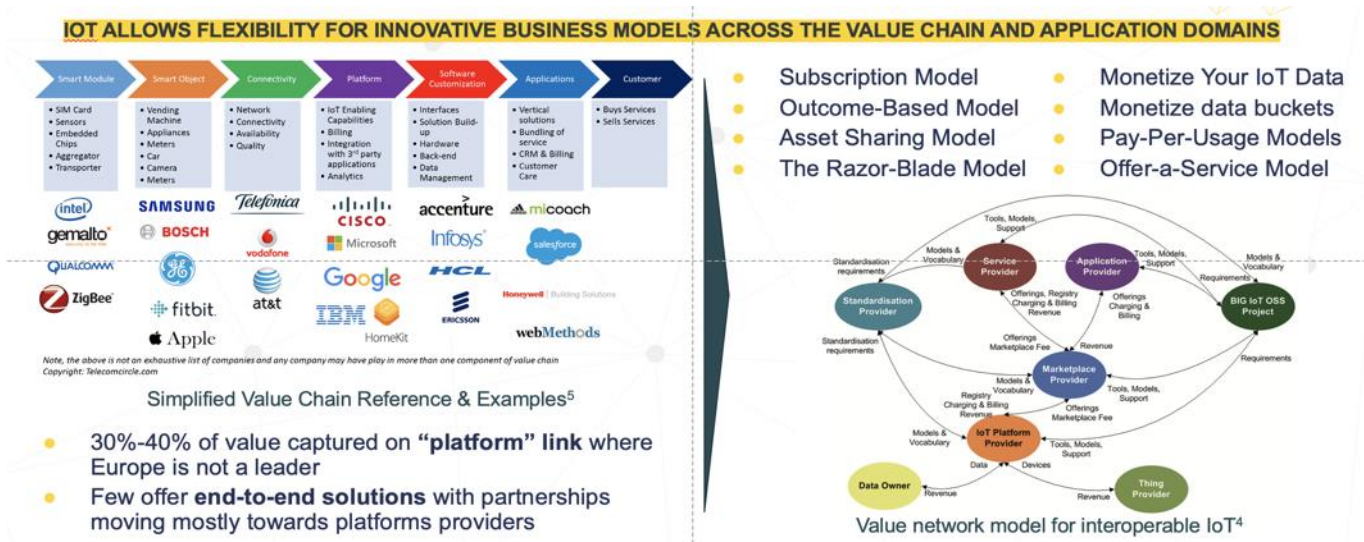 IOT ALLOWS FLEXIBILITY FOR INNOVATIVE BUSINESS MODELS ACROSS THE VALUE CHAIN AND APPLICATION DOMAINS
Smart Module
• SIM Card
• Sensors
• Embedded
Chips
• Aggregator
• Transporter
Smart Object
• Vending
Machine
• Appliances
• Meters
• Car
• Camera
• Meters
Connectivity
• Network
• Connectivity
• Availability
• Quality
Platform
• IoT Enabling
Capabilities
• Billing
• Integration
with 3rd party
applications
• Analytics
Software
Customization
• Interfaces
• Solution Build-
up
• Hardware
• Back-end
• Data
Management
Applications
• Vertical
solutions
• Bundling of
service
• CRM & Billing
• Customer
Care
Customer
• Buys Services
• Sells Services
intel
gemalto
QUALCOMM
ZigBee
SAMSUNG
BOSCH
GE
fitbit
Apple
Telefónica
vodafone
at&t
CISCO
Microsoft
Google
IBM
HomeKit
accenture
Infosys
HCL
ERICSSON
micoach
salesforce
Honeywell | Building Solutions
webMethods
Note, the above is not an exhaustive list of companies and any company may have play in more than one component of value chain
Copyright: Telecomcircle.com
Simplified Value Chain Reference & Examples5
• 30%-40% of value captured on “platform” link where
Europe is not a leader
• Few offer end-to-end solutions with partnerships
moving mostly towards platforms providers
• Subscription Model
• Outcome-Based Model
• Asset Sharing Model
• The Razor-Blade Model
• Monetize Your IoT Data
• Monetize data buckets
• Pay-Per-Usage Models
• Offer-a-Service Model
Tools, Models,
Support
Models &
Vocabulary
Service
Provider
Application
Provider
Tools, Models,
Support
Models &
Vocabulary
Standardisation
requirements
Requirements
Standardisation
Provider
Offerings, Registry
Charging & Billing
Revenue
Offerings
Charging &
Billing
BIG IoT OSS
Project
Standardisation
requirements
Offerings
Marketplace Fee
Revenue
Requirements
Marketplace
Provider
Models &
Vocabulary
Tools, Models,
Support
Registry
Charging & Billing
Revenue
Offerings
Marketplace Fee
Models &
Vocabulary
IoT Platform
Provider
Tools, Models,
Support
Data
Devices
Data Owner
Revenue
Revenue
Thing
Provider
Value network model for interoperable IoT4